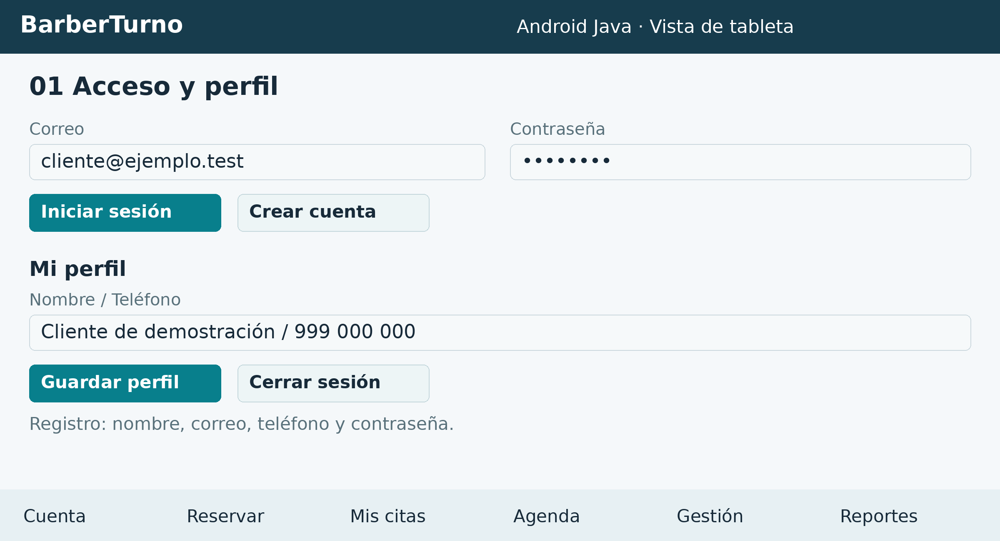 BarberTurno
Android Java · Vista de tableta
01 Acceso y perfil
Correo
Contraseña
cliente@ejemplo.test
••••••••
Iniciar sesión
Crear cuenta
Mi perfil
Nombre / Teléfono
Cliente de demostración / 999 000 000
Guardar perfil
Cerrar sesión
Registro: nombre, correo, teléfono y contraseña.
Cuenta
Reservar
Mis citas
Agenda
Gestión
Reportes